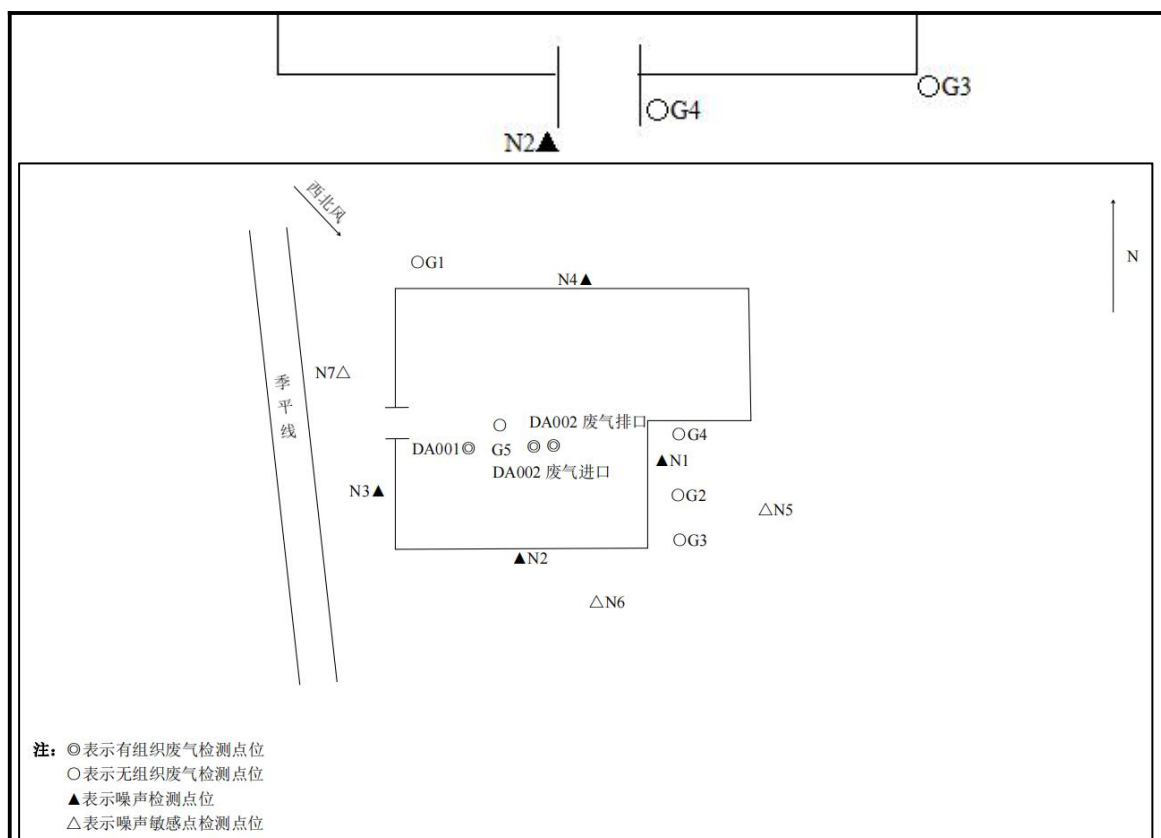 G3
G4
N2▲
西北风
G1
N4▲
N
N7△
季平线
DA002 废气排口
G4
DA001◎
G5
▲N1
DA002 废气进口
N3▲
G2
△N5
G3
▲N2
△N6
注：◎表示有组织废气检测点位
○表示无组织废气检测点位
▲表示噪声检测点位
△表示噪声敏感点检测点位